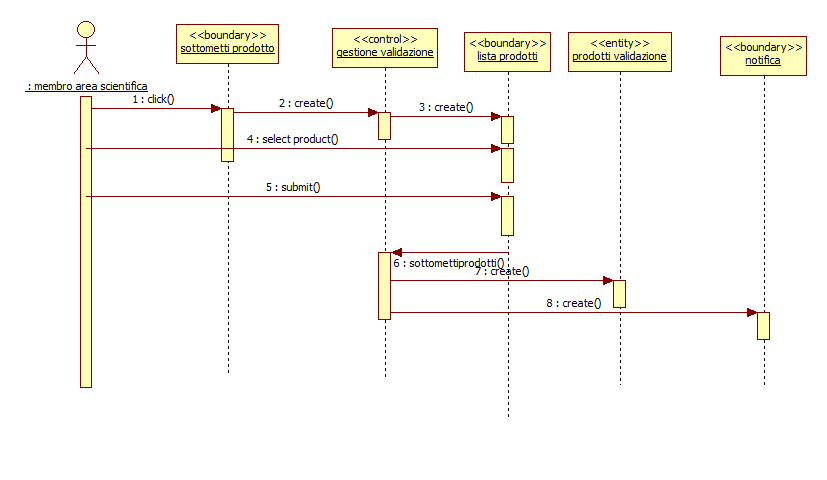 <<boundary>>
sottometti prodotto
<<control>>
gestione validazione
<<boundary>>
lista prodotti
<<entity>>
prodotti validazione
<<boundary>>
notifica
: membro area scientifica
1 : click()
2 : create()
3 : create()
4 : select product()
5 : submit()
6 : sottomettiprodotti()
7 : create()
8 : create()